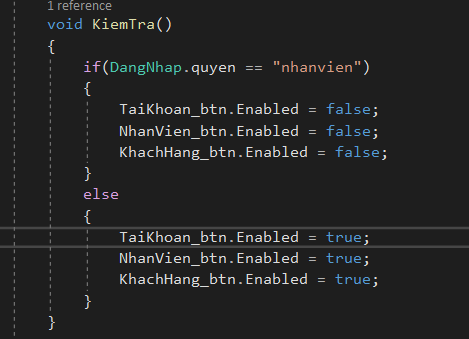 1 reference
void KiemTra()
{
if(DangNhap.quyen == "nhanvien")
{
TaiKhoan_btn.Enabled = false;
NhanVien_btn.Enabled = false;
KhachHang_btn.Enabled = false;
}
else
{
TaiKhoan_btn.Enabled = true;
NhanVien_btn.Enabled = true;
KhachHang_btn.Enabled = true;
}
}